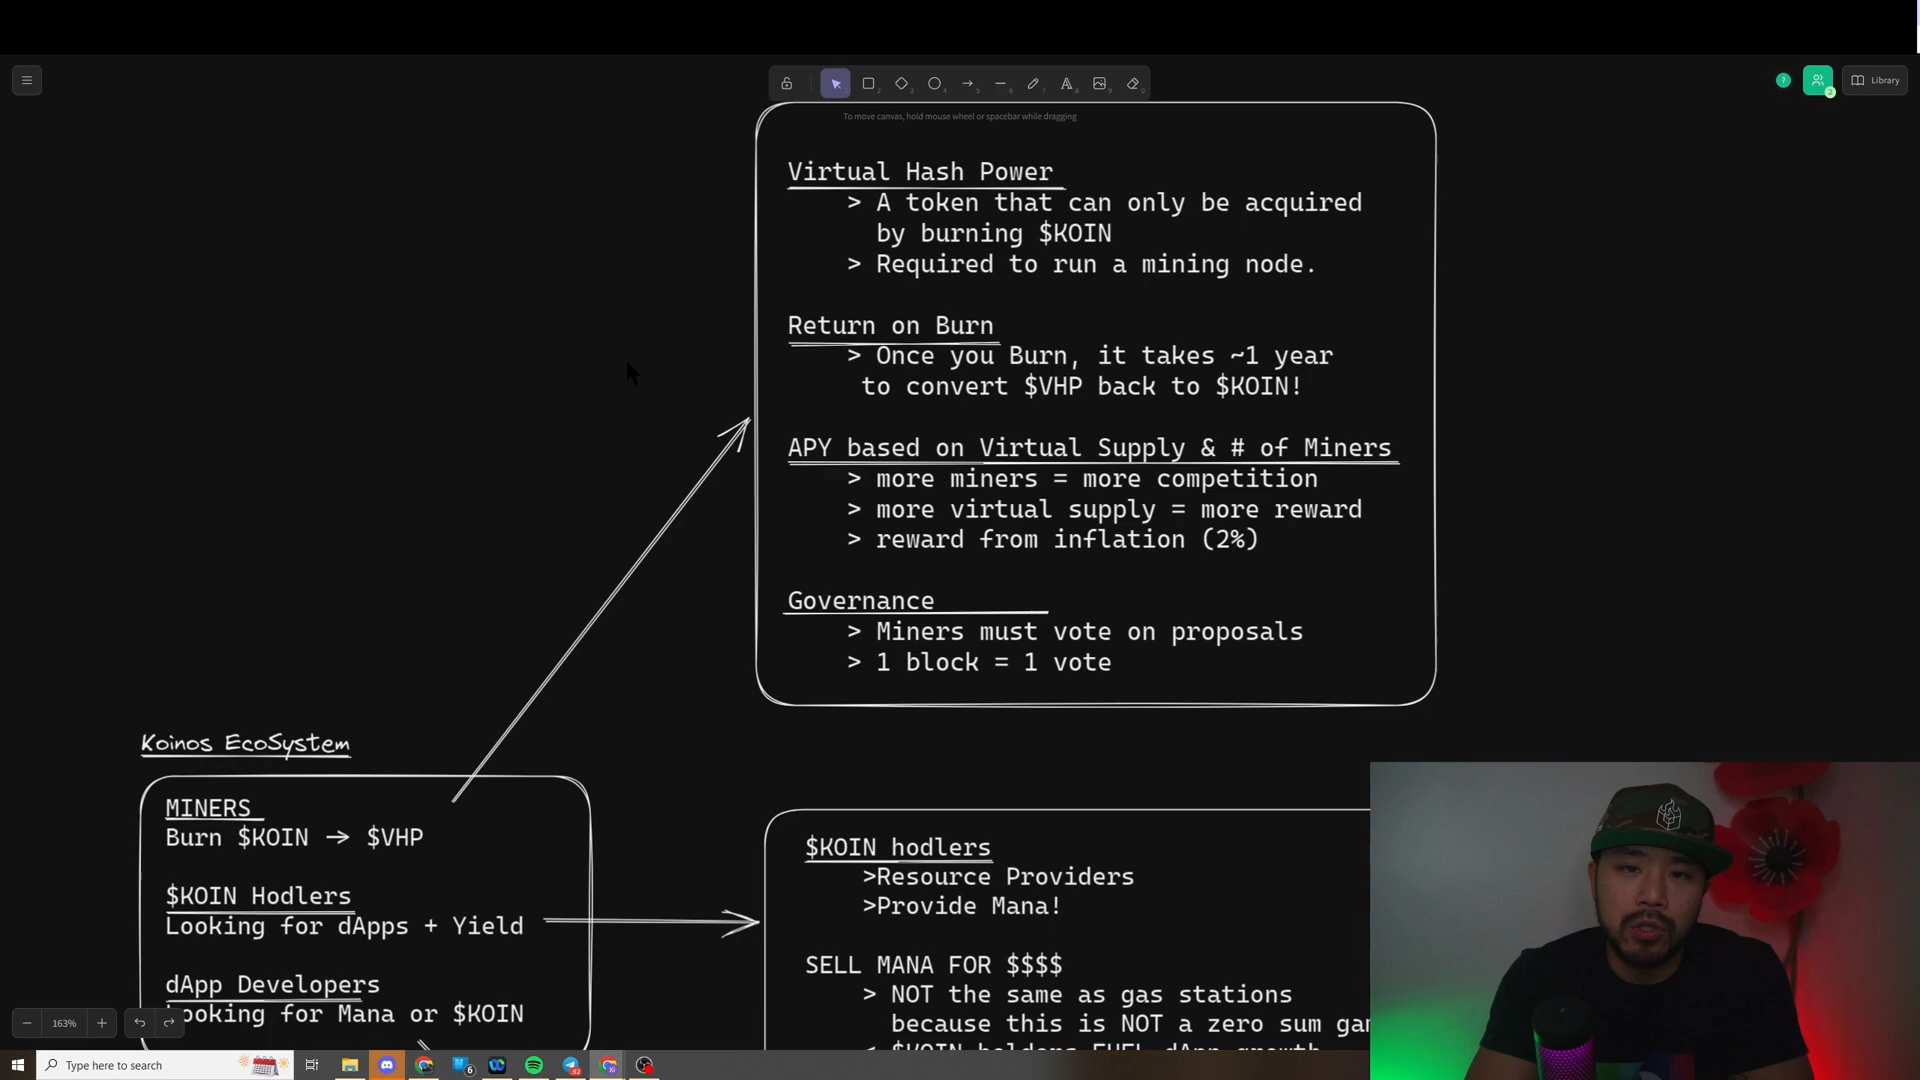 Library
To move canvas, hold mouse wheel or spacebar while dragging
Virtual Hash Power
> A token that can only be acquired
by burning $KOIN
> Required to run a mining node.
Return on Burn
> Once you Burn, it takes ~1 year
to convert $VHP back to $KOIN!
APY based on Virtual Supply & # of Miners
> more miners = more competition
> more virtual supply = more reward
> reward from inflation (2%)
Governance
> Miners must vote on proposals
> 1 block = 1 vote
Koinos EcoSystem
MINERS
Burn $KOIN → $VHP
$KOIN Hodlers
Looking for dApps + Yield
dApp Developers
Looking for Mana or $KOIN
$KOIN hodlers
>Resource Providers
>Provide Mana!
SELL MANA FOR $$$$
> NOT the same as gas stations
because this is NOT a zero sum gam
163%
Type here to search